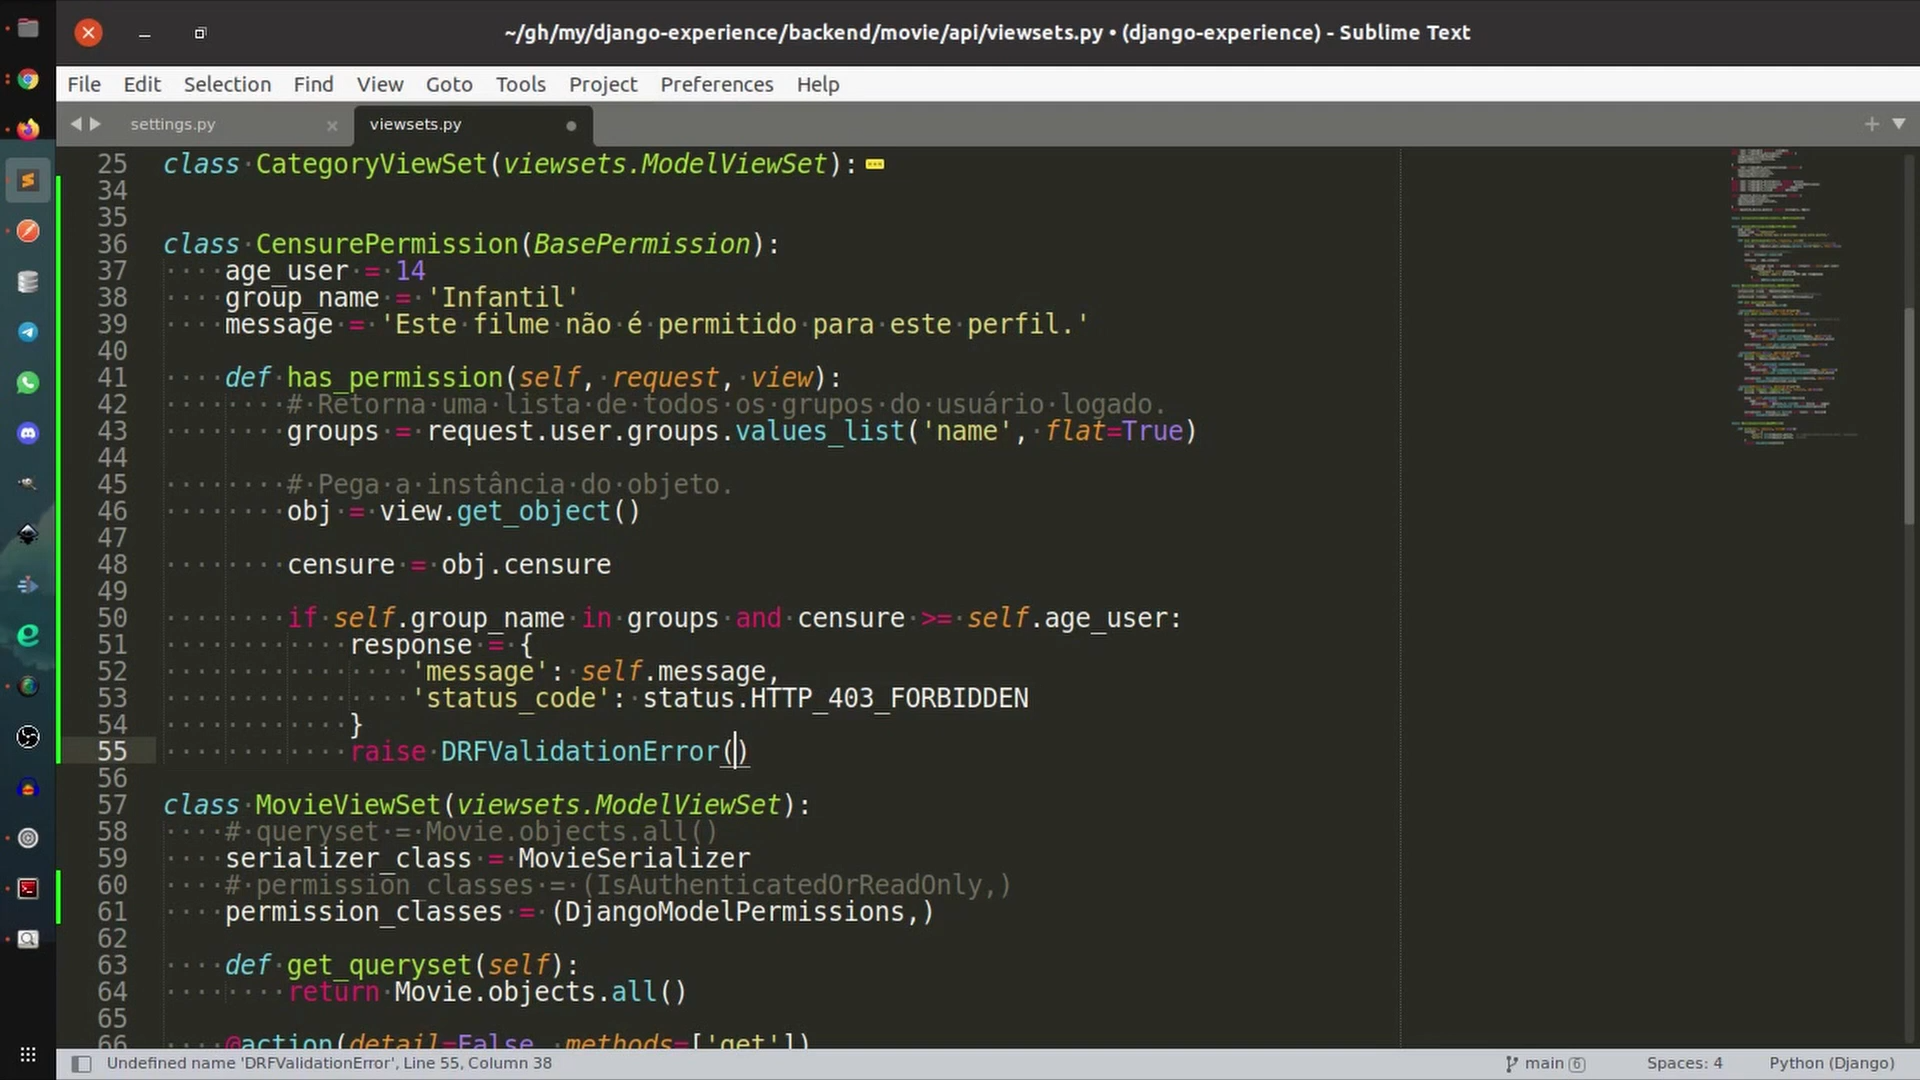 ~/gh/my/django-experience/backend/movie/api/viewsets.py • (django-experience) - Sublime Text
File Edit Selection Find View Goto Tools Project Preferences Help
settings.py viewsets.py
25 class CategoryViewSet(viewsets.ModelViewSet):
34
35
36 class CensurePermission(BasePermission):
37     age_user = 14
38     group_name = 'Infantil'
39     message = 'Este filme não é permitido para este perfil.'
40
41     def has_permission(self, request, view):
42         # Retorna uma lista de todos os grupos do usuário logado.
43         groups = request.user.groups.values_list('name', flat=True)
44
45         # Pega a instância do objeto.
46         obj = view.get_object()
47
48         censure = obj.censure
49
50         if self.group_name in groups and censure >= self.age_user:
51             response = {
52                 'message': self.message,
53                 'status_code': status.HTTP_403_FORBIDDEN
54             }
55             raise DRFValidationError()
56
57 class MovieViewSet(viewsets.ModelViewSet):
58     # queryset = Movie.objects.all()
59     serializer_class = MovieSerializer
60     # permission_classes = (IsAuthenticatedOrReadOnly,)
61     permission_classes = (DjangoModelPermissions,)
62
63     def get_queryset(self):
64         return Movie.objects.all()
65
66     @action(detail=False, methods=['get'])
Undefined name 'DRFValidationError', Line 55, Column 38 main 6 Spaces: 4 Python (Django)